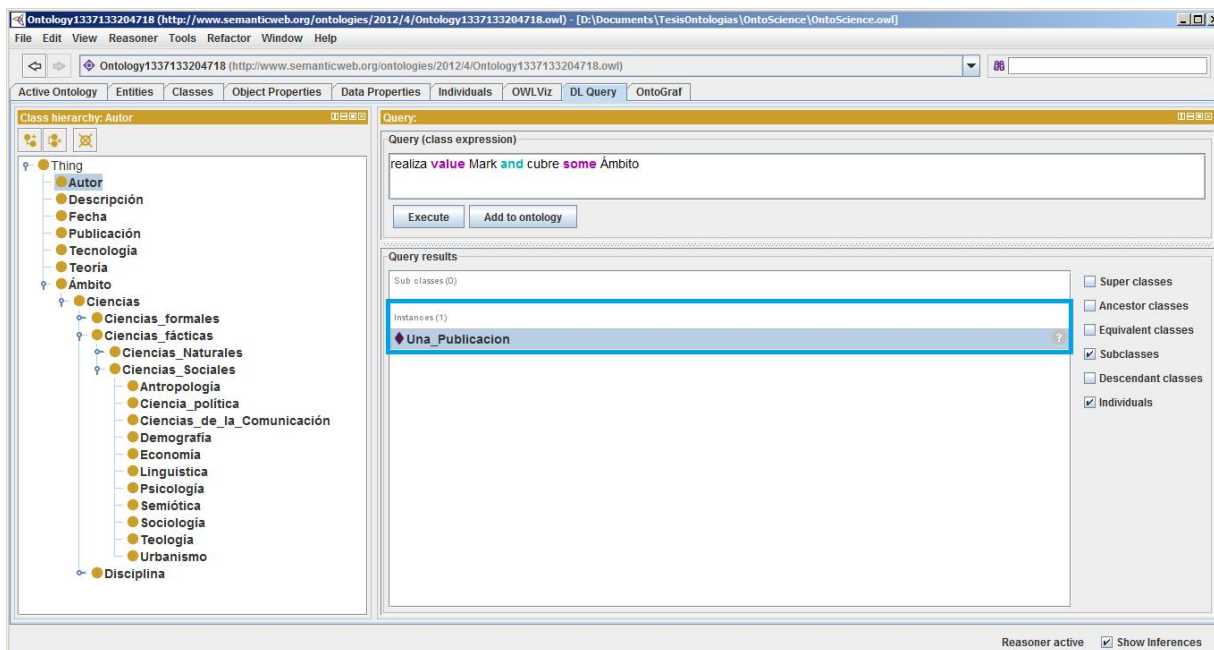 Ontology1337133204718 (http://www.semanticweb.org/ontologies/2012/4/Ontology1337133204718.owl) - [D:\Documents\TesisOntologias\OntoScience\OntoScience.owl]
File Edit View Reasoner Tools Refactor Window Help
Ontology1337133204718 (http://www.semanticweb.org/ontologies/2012/4/Ontology1337133204718.owl)
Active Ontology Entities Classes Object Properties Data Properties Individuals OWLViz DL Query OntoGraf
Class hierarchy: Autor
Thing
Autor
Descripción
Fecha
Publicación
Tecnología
Teoría
Ámbito
Ciencias
Ciencias_formales
Ciencias_fácticas
Ciencias_Naturales
Ciencias_Sociales
Antropología
Ciencia_política
Ciencias_de_la_Comunicación
Demografía
Economía
Linguistica
Psicología
Semiótica
Sociología
Teología
Urbanismo
Disciplina
Query:
Query (class expression)
realiza value Mark and cubre some Ámbito
Execute Add to ontology
Query results
Sub classes (0)
Instances (1)
Una_Publicacion
?
Super classes
Ancestor classes
Equivalent classes
Subclasses
Descendant classes
Individuals
Reasoner active Show Inferences